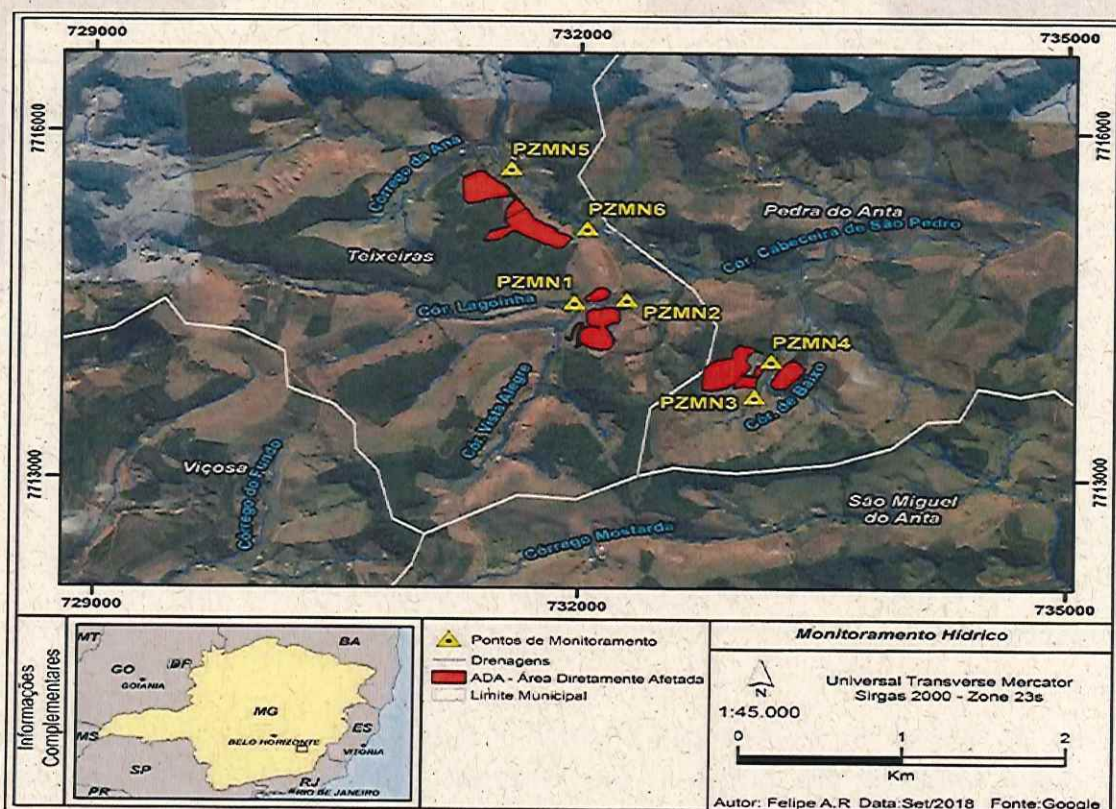 729000 732000 735000
7716000 7716000
PZMN5
Córrego da Ana
PZMN6
Pedra do Anta
Teixeiras
Cór. Cabeceira de São Pedro
PZMN1
Cór. Lagoinha
PZMN2
PZMN4
PZMN3
Cór. de Baixo
Cór. Vista Alegre
7713000 7713000
Viçosa
Córrego do Fundo
São Miguel
do Anta
Córrego Mostarda
729000 732000 735000
Informações
Complementares
MT
BA
GO
DF
GOIANIA
MG
MS
BELO HORIZONTE
ES
VITÓRIA
SP
RJ
RIO DE JANEIRO
PR
Pontos de Monitoramento
Drenagens
ADA - Área Diretamente Afetada
Limite Municipal
Monitoramento Hídrico
N
Universal Transverse Mercator
Sirgas 2000 - Zone 23s
1:45.000
0 1 2
Km
Autor: Felipe A.R Data:Set/2018 Fonte:Google